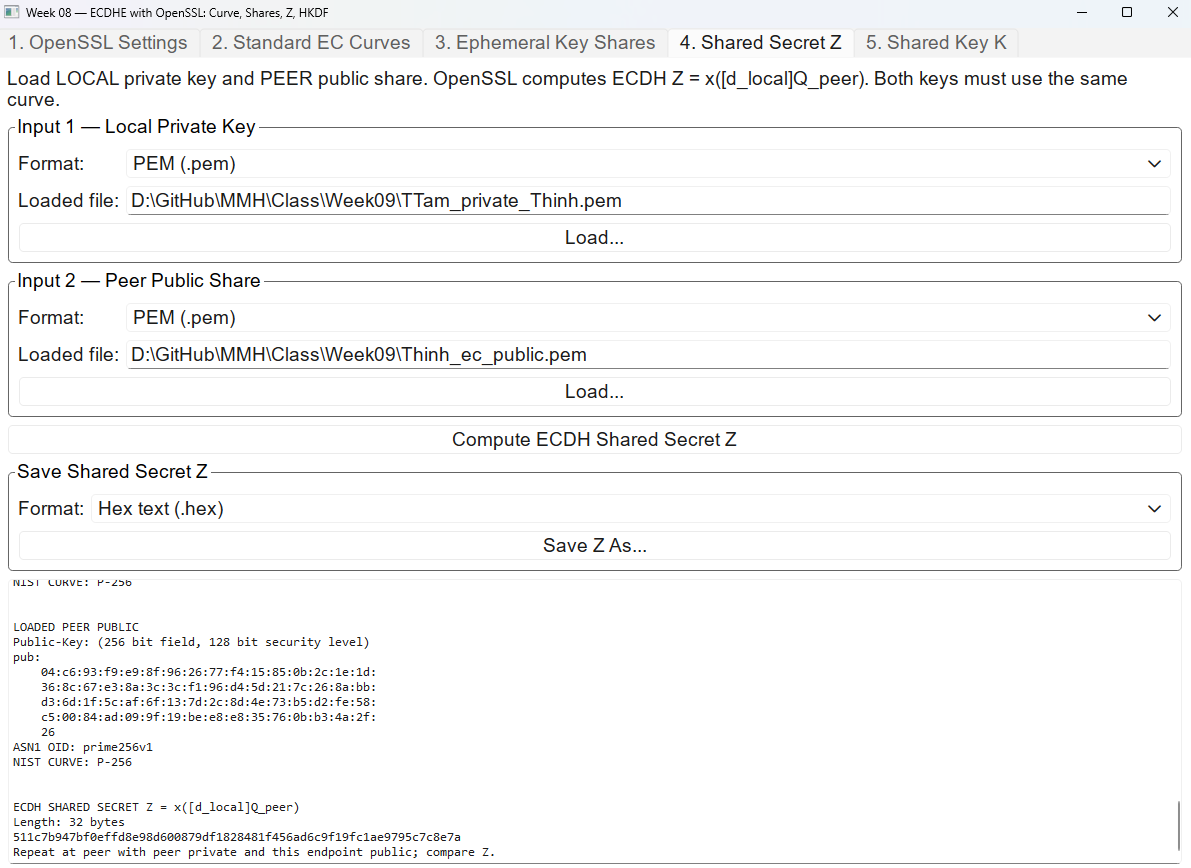 Week 08 — ECDHE with OpenSSL: Curve, Shares, Z, HKDF
1. OpenSSL Settings 2. Standard EC Curves 3. Ephemeral Key Shares 4. Shared Secret Z 5. Shared Key K
Load LOCAL private key and PEER public share. OpenSSL computes ECDH Z = x([d_local]Q_peer). Both keys must use the same
curve.
Input 1 — Local Private Key
Format: PEM (.pem)
Loaded file: D:\GitHub\MMH\Class\Week09\TTam_private_Thinh.pem
Load...
Input 2 — Peer Public Share
Format: PEM (.pem)
Loaded file: D:\GitHub\MMH\Class\Week09\Thinh_ec_public.pem
Load...
Compute ECDH Shared Secret Z
Save Shared Secret Z
Format: Hex text (.hex)
Save Z As...
NIST CURVE: P-256
LOADED PEER PUBLIC
Public-Key: (256 bit field, 128 bit security level)
pub:
04:c6:93:f9:e9:8f:96:26:77:f4:15:85:0b:2c:1e:1d:
36:8c:67:e3:8a:3c:3c:f1:96:d4:5d:21:7c:26:8a:bb:
d3:6d:1f:5c:af:6f:13:7d:2c:8d:4e:73:b5:d2:fe:58:
c5:00:84:ad:09:9f:19:be:e8:e8:35:76:0b:b3:4a:2f:
26
ASN1 OID: prime256v1
NIST CURVE: P-256
ECDH SHARED SECRET Z = x([d_local]Q_peer)
Length: 32 bytes
511c7b947bf0effd8e98d600879df1828481f456ad6c9f19fc1ae9795c7c8e7a
Repeat at peer with peer private and this endpoint public; compare Z.